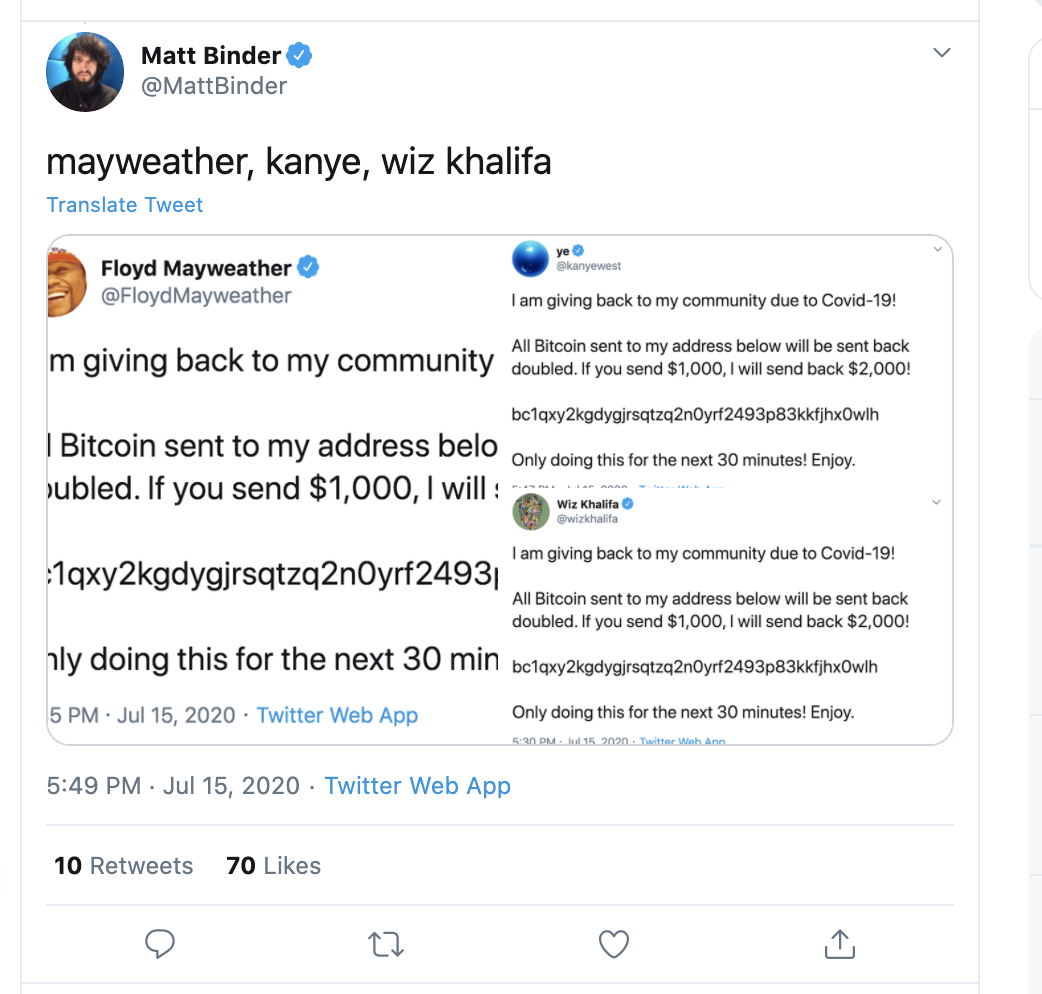 Matt Binder
@MattBinder
mayweather, kanye, wiz khalifa
Translate Tweet
Floyd Mayweather
@FloydMayweather
m giving back to my community
Bitcoin sent to my address belo
oubled. If you send $1,000, I will
1qxy2kgdygjrsqtzq2n0yrf2493
nly doing this for the next 30 min
5 PM · Jul 15, 2020 · Twitter Web App
ye
@kanyewest
I am giving back to my community due to Covid-19!
All Bitcoin sent to my address below will be sent back
doubled. If you send $1,000, I will send back $2,000!
bc1qxy2kgdygjrsqtzq2n0yrf2493p83kkfjhx0wlh
Only doing this for the next 30 minutes! Enjoy.
Wiz Khalifa
@wizkhalifa
I am giving back to my community due to Covid-19!
All Bitcoin sent to my address below will be sent back
doubled. If you send $1,000, I will send back $2,000!
bc1qxy2kgdygjrsqtzq2n0yrf2493p83kkfjhx0wlh
Only doing this for the next 30 minutes! Enjoy.
5:30 PM · Jul 15, 2020 · Twitter Web App
5:49 PM · Jul 15, 2020 · Twitter Web App
10 Retweets 70 Likes